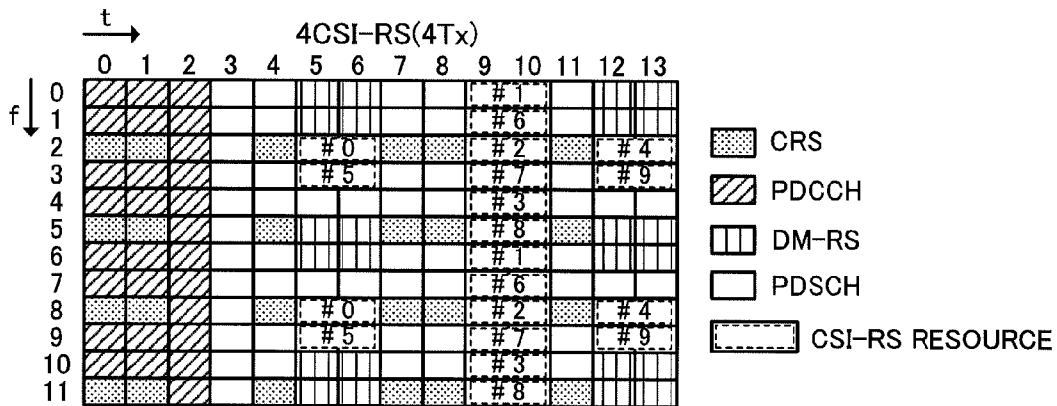 t
4CSI-RS(4Tx)
0 1 2 3 4 5 6 7 8 9 10 11 12 13
f
0 #1
1 #6
2 #0 #2 #4
3 #5 #7 #9
4 #3
5 #8
6 #1
7 #6
8 #0 #2 #4
9 #5 #7 #9
10 #3
11 #8
CRS
PDCCH
DM-RS
PDSCH
CSI-RS RESOURCE